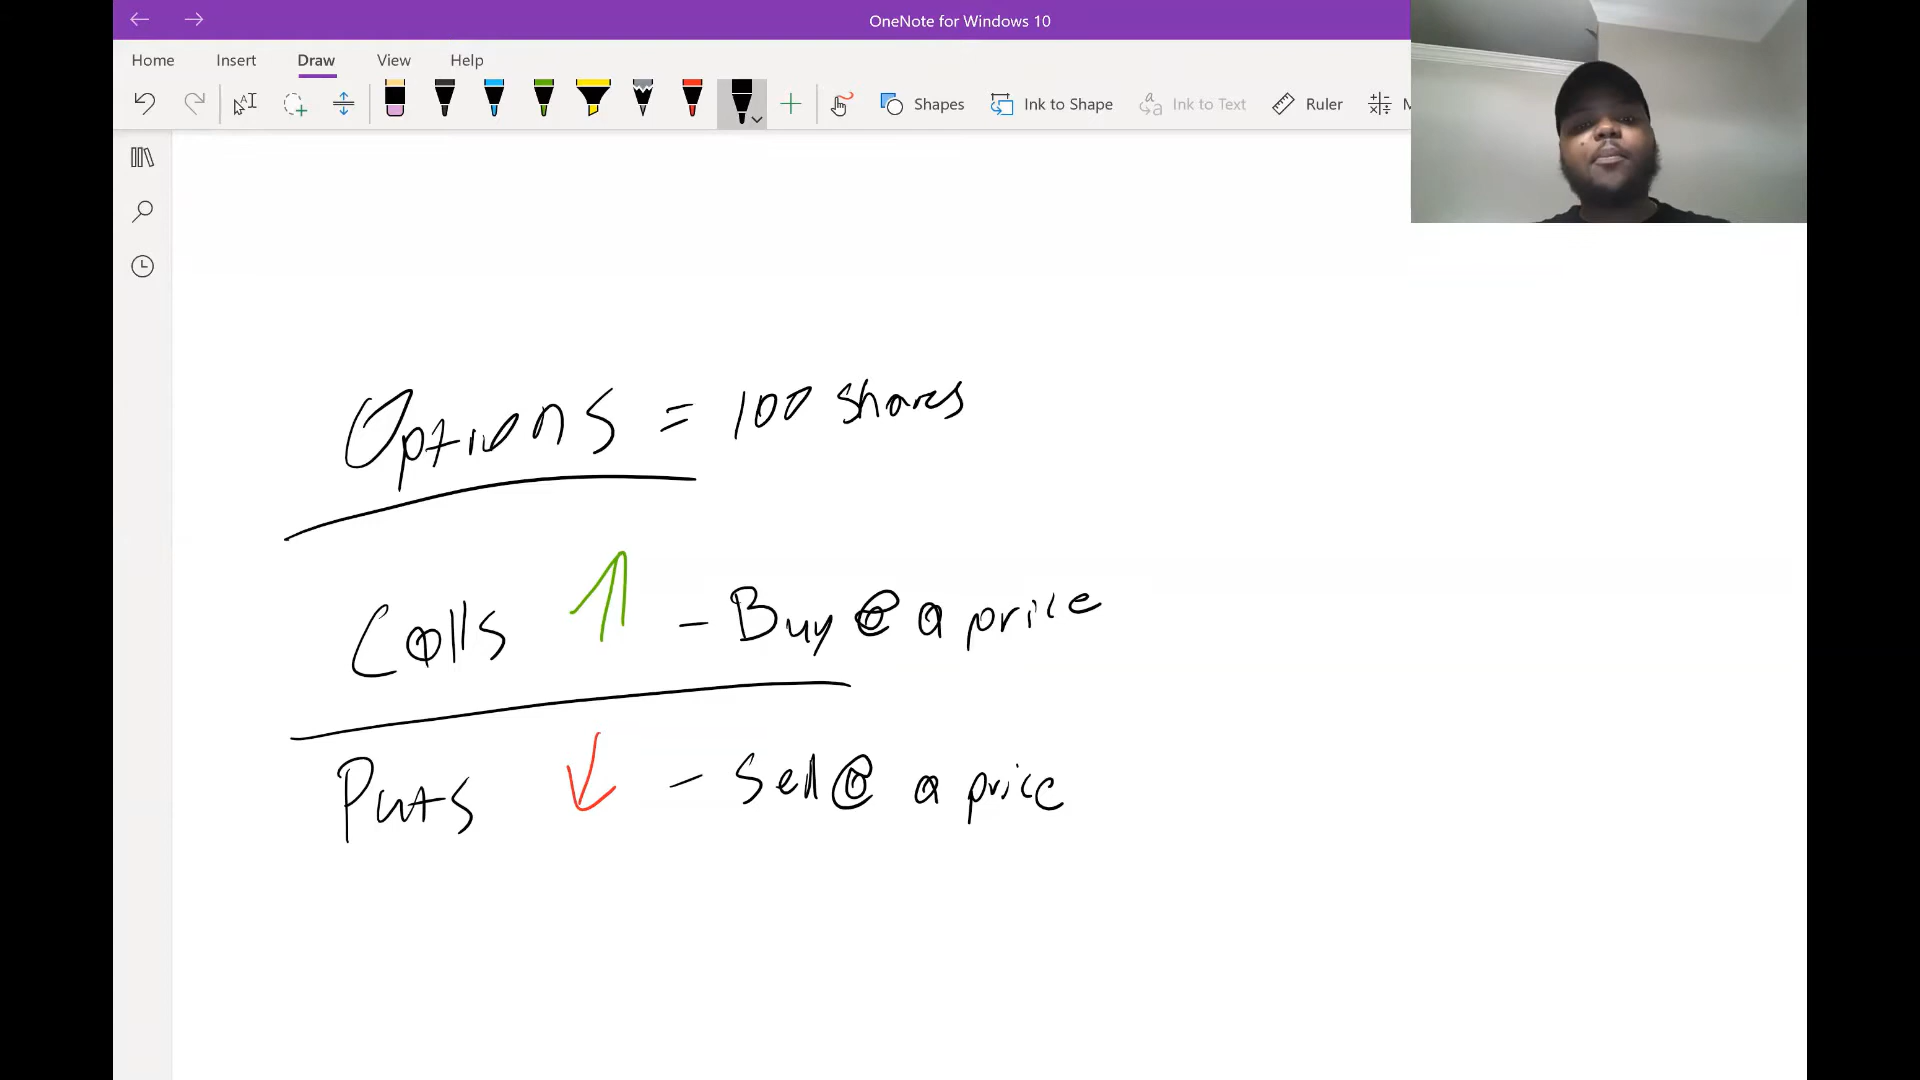 OneNote for Windows 10
Home Insert Draw View Help
Shapes Ink to Shape Ink to Text Ruler M
Options = 100 shares
Calls - Buy @ a price
Puts - Sell @ a price